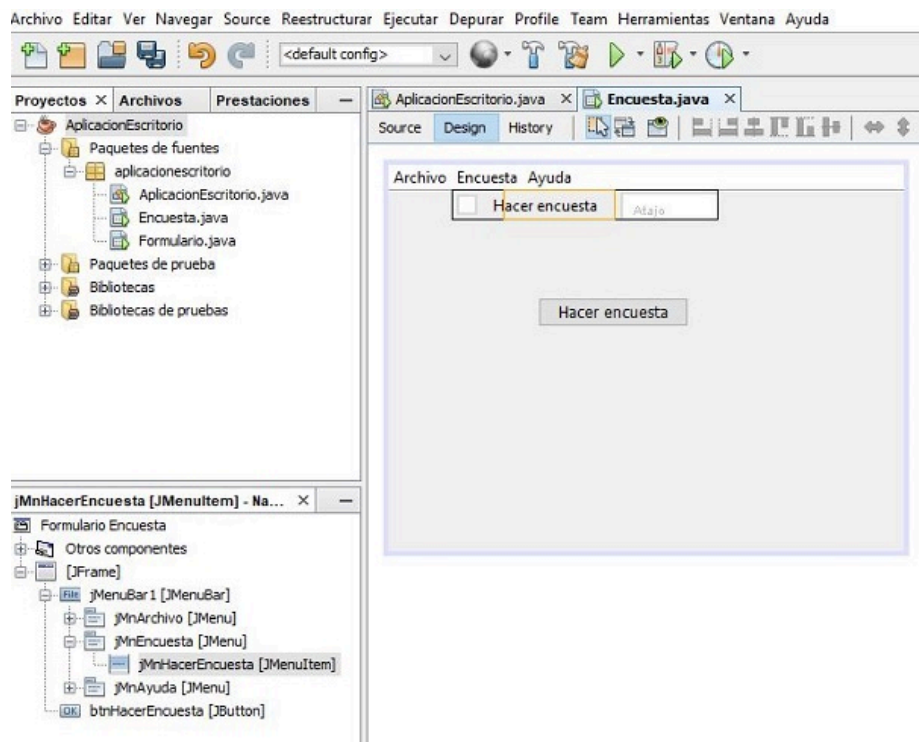 Archivo Editar Ver Navegar Source Reestructurar Ejecutar Depurar Profile Team Herramientas Ventana Ayuda
<default config>
Proyectos Archivos Prestaciones
AplicacionEscritorio
Paquetes de fuentes
aplicacionescritorio
AplicacionEscritorio.java
Encuesta.java
Formulario.java
Paquetes de prueba
Bibliotecas
Bibliotecas de pruebas
AplicacionEscritorio.java Encuesta.java
Source Design History
Archivo Encuesta Ayuda
Hacer encuesta Atajo
Hacer encuesta
jMnHacerEncuesta [JMenuItem] - Na...
Formulario Encuesta
Otros componentes
[JFrame]
File jMenuBar1 [JMenuBar]
jMnArchivo [JMenu]
jMnEncuesta [JMenu]
jMnHacerEncuesta [JMenuItem]
jMnAyuda [JMenu]
OK btnHacerEncuesta [JButton]